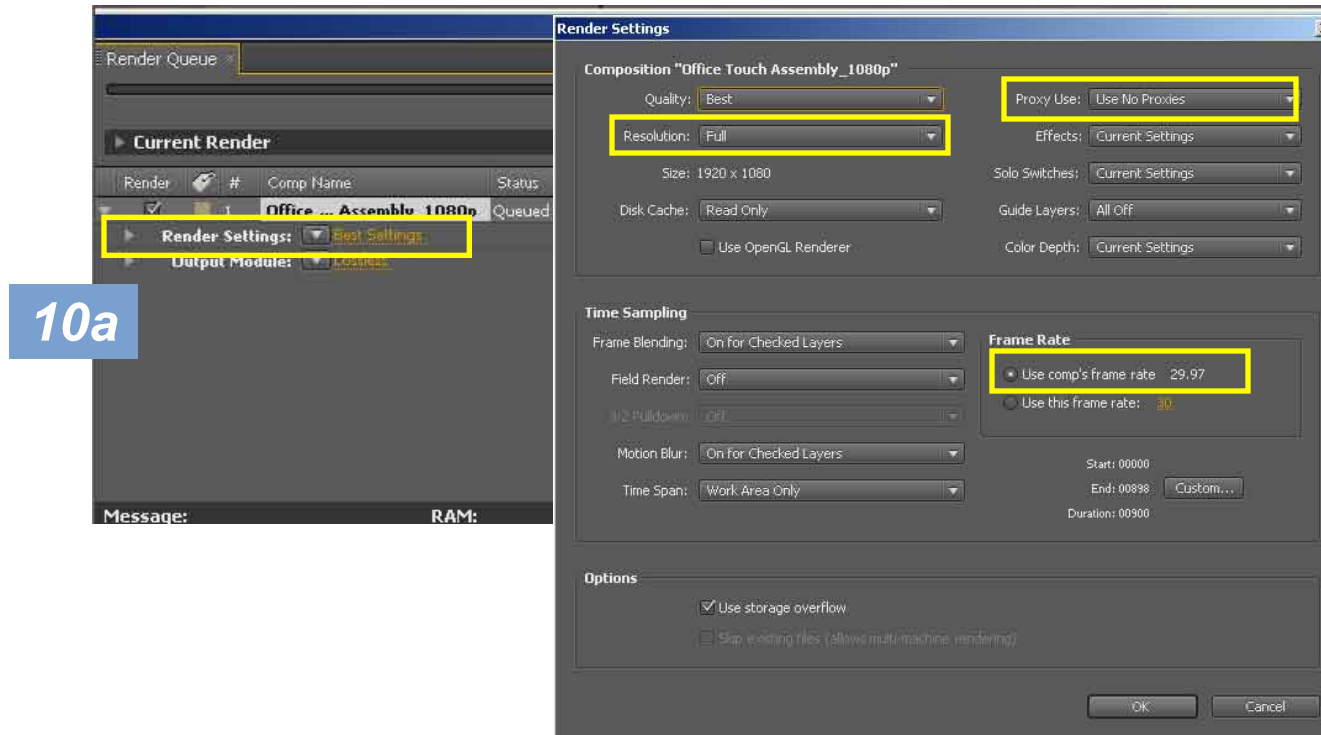 Render Queue
Current Render
Render # Comp Name Status
1 Office ... Assembly_1080p Queued
Render Settings: Best Settings
Output Module: Lossless
Message: RAM:
10a
Render Settings
Composition "Office Touch Assembly_1080p"
Quality: Best
Proxy Use: Use No Proxies
Resolution: Full
Effects: Current Settings
Size: 1920 x 1080
Solo Switches: Current Settings
Disk Cache: Read Only
Guide Layers: All Off
Use OpenGL Renderer
Color Depth: Current Settings
Time Sampling
Frame Blending: On for Checked Layers
Frame Rate
Field Render: Off
Use comp's frame rate 29.97
3:2 Pulldown: Off
Use this frame rate: 30
Motion Blur: On for Checked Layers
Start: 00000
Time Span: Work Area Only
End: 00898 Custom...
Duration: 00900
Options
Use storage overflow
Skip existing files (allows multi-machine rendering)
OK Cancel